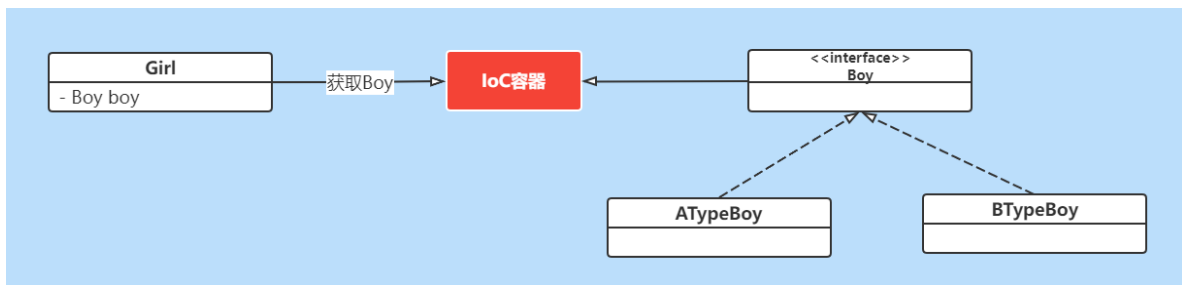 Girl
- Boy boy
获取Boy
IoC容器
<<interface>>
Boy
ATypeBoy
BTypeBoy